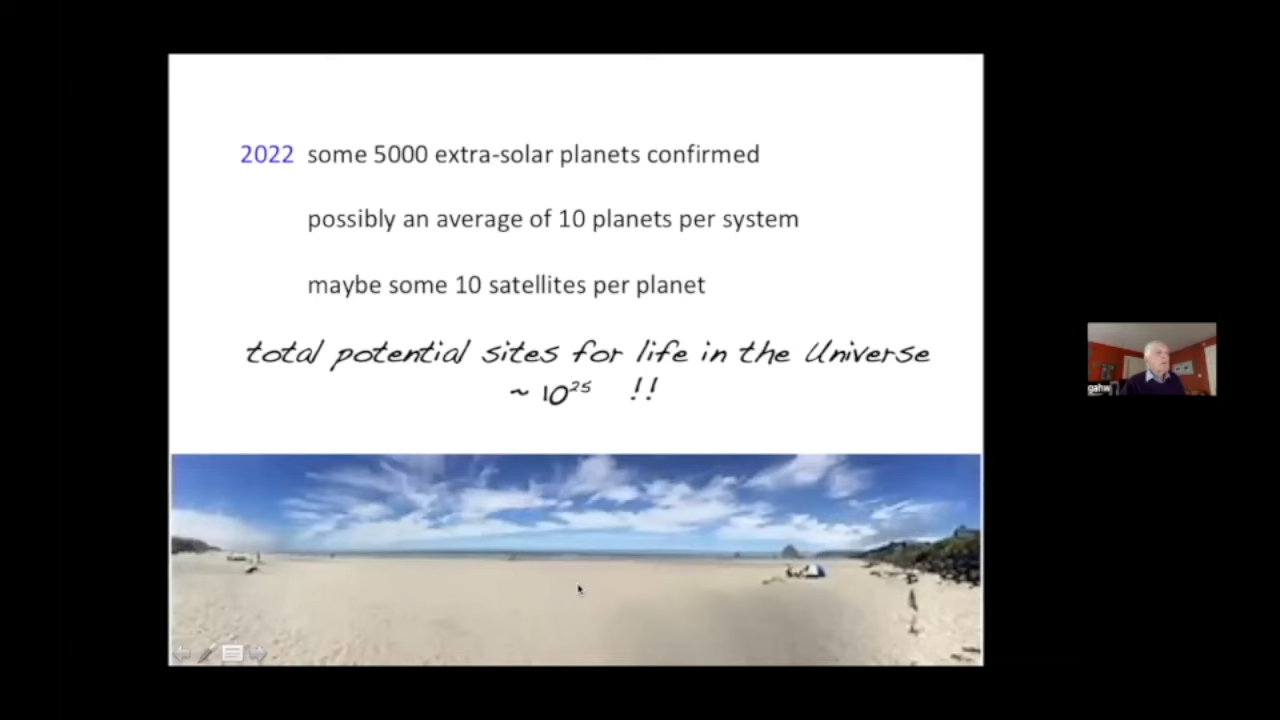 2022 some 5000 extra-solar planets confirmed
possibly an average of 10 planets per system
maybe some 10 satellites per planet
total potential sites for life in the Universe
~ 10²⁵ !!
gahw